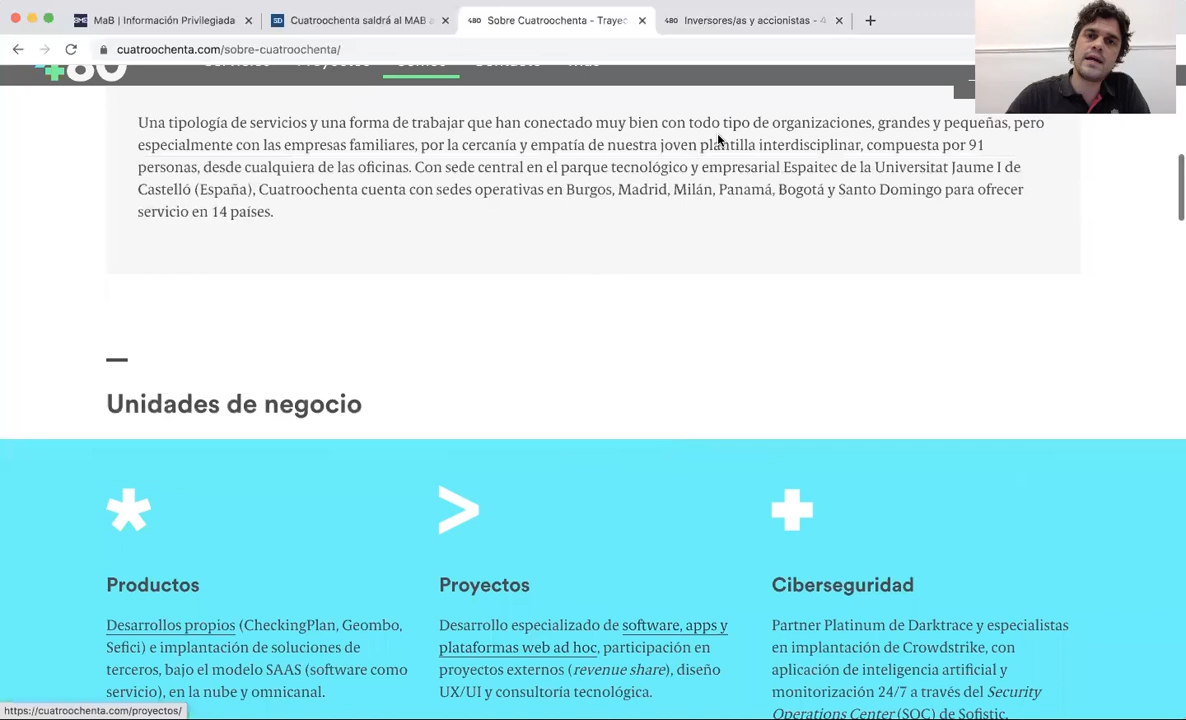 MaB | Información Privilegiada
Cuatroochenta saldrá al MAB a
Sobre Cuatroochenta - Trayec
Inversores/as y accionistas - 4
cuatroochenta.com/sobre-cuatroochenta/
480
Una tipología de servicios y una forma de trabajar que han conectado muy bien con todo tipo de organizaciones, grandes y pequeñas, pero
especialmente con las empresas familiares, por la cercanía y empatía de nuestra joven plantilla interdisciplinar, compuesta por 91
personas, desde cualquiera de las oficinas. Con sede central en el parque tecnológico y empresarial Espaitec de la Universitat Jaume I de
Castelló (España), Cuatroochenta cuenta con sedes operativas en Burgos, Madrid, Milán, Panamá, Bogotá y Santo Domingo para ofrecer
servicio en 14 países.
Unidades de negocio
Productos
Desarrollos propios (CheckingPlan, Geombo,
Sefici) e implantación de soluciones de
terceros, bajo el modelo SAAS (software como
servicio), en la nube y omnicanal.
Proyectos
Desarrollo especializado de software, apps y
plataformas web ad hoc, participación en
proyectos externos (revenue share), diseño
UX/UI y consultoría tecnológica.
Ciberseguridad
Partner Platinum de Darktrace y especialistas
en implantación de Crowdstrike, con
aplicación de inteligencia artificial y
monitorización 24/7 a través del Security
Operations Center (SOC) de Sofistic.
https://cuatroochenta.com/proyectos/